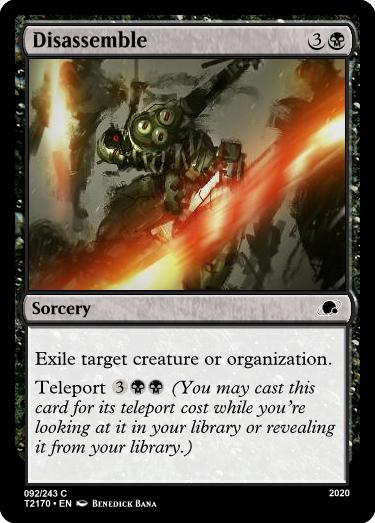 Disassemble 3
Sorcery
Exile target creature or organization.
Teleport 3 (You may cast this
card for its teleport cost while you're
looking at it in your library or revealing
it from your library.)
092/243 C 2020
T2170 • EN BENEDICK BANA